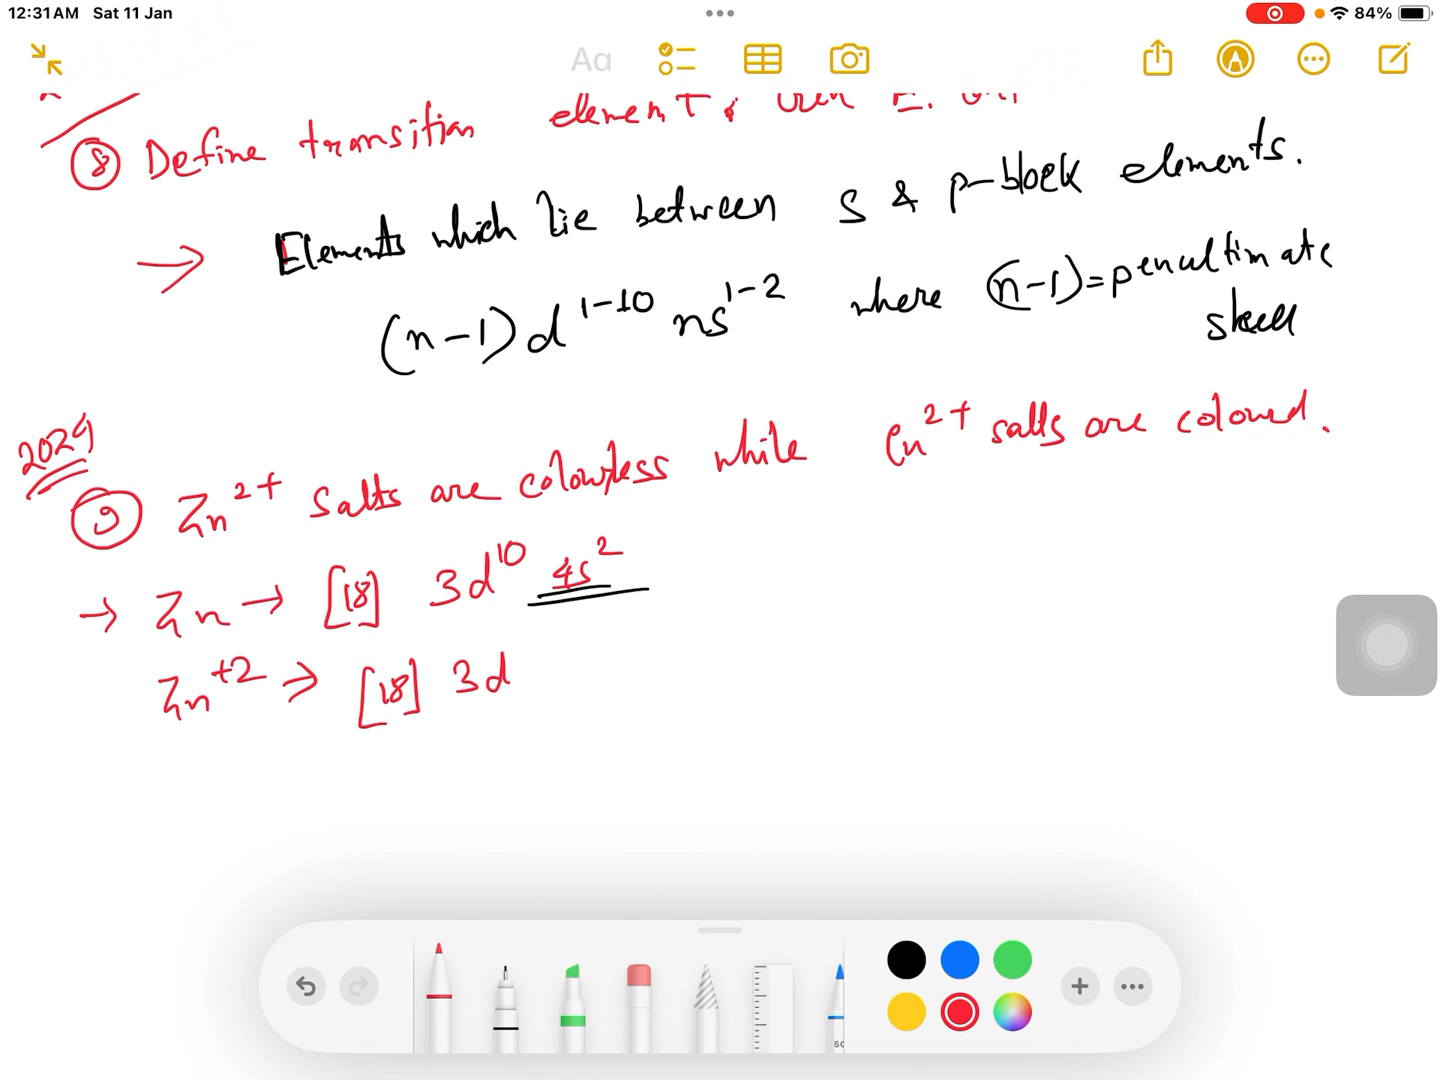 12:31 AM Sat 11 Jan
84%
Aa
⑧ Define transition element &
→ Elements which lie between s & p-block elements.
(n-1)d¹⁻¹⁰ ns¹⁻² where (n-1) = penultimate
shell
2024
⑨ Zn²⁺ salts are colourless while Cu²⁺ salts are coloured.
→ Zn → [18] 3d¹⁰ 4s²
Zn⁺² ⇒ [18] 3d